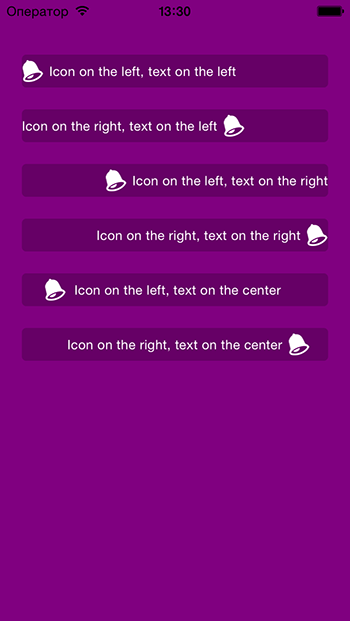 Оператор 13:30
Icon on the left, text on the left
Icon on the right, text on the left
Icon on the left, text on the right
Icon on the right, text on the right
Icon on the left, text on the center
Icon on the right, text on the center